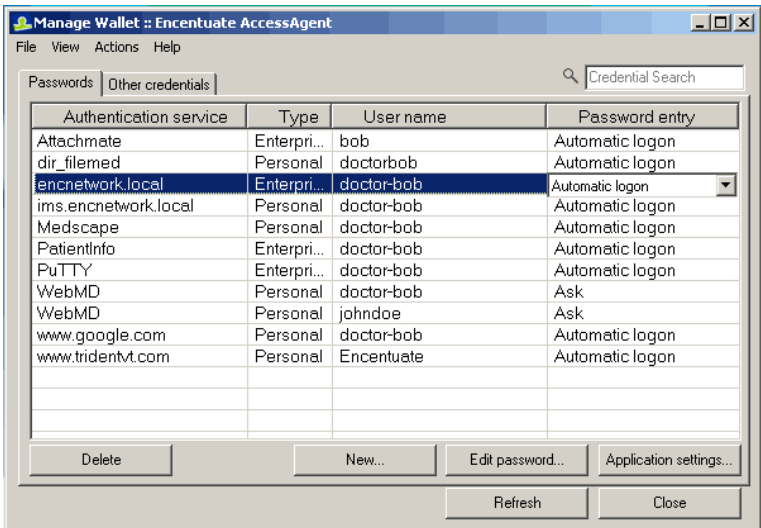 Manage Wallet :: Encentuate AccessAgent
File View Actions Help
Passwords Other credentials Credential Search
Authentication service Type User name Password entry
Attachmate Enterpri... bob Automatic logon
dir_filemed Personal doctorbob Automatic logon
encnetwork.local Enterpri... doctor-bob Automatic logon
ims.encnetwork.local Personal doctor-bob Automatic logon
Medscape Personal doctor-bob Automatic logon
PatientInfo Enterpri... doctor-bob Automatic logon
PuTTY Enterpri... doctor-bob Automatic logon
WebMD Personal doctor-bob Ask
WebMD Personal johndoe Ask
www.google.com Personal doctor-bob Automatic logon
www.tridentvt.com Personal Encentuate Automatic logon
Delete New... Edit password... Application settings...
Refresh Close